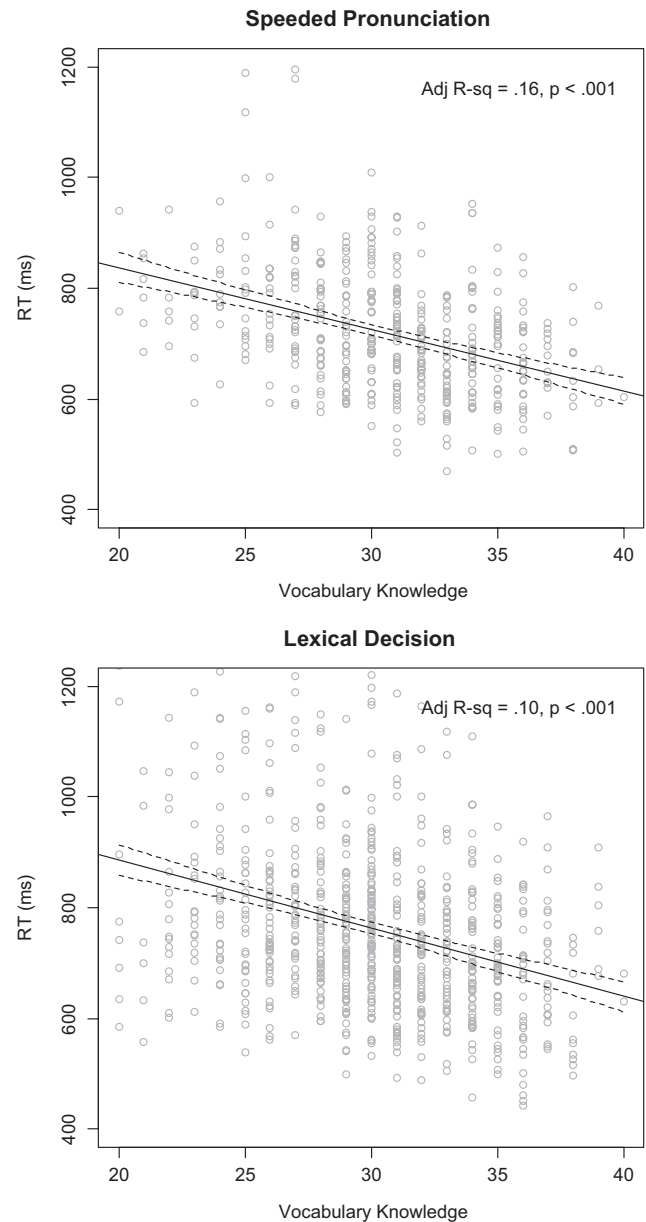 Speeded Pronunciation
Adj R-sq = .16, p < .001
1200
1000
800
600
400
RT (ms)
20 25 30 35 40
Vocabulary Knowledge
Lexical Decision
Adj R-sq = .10, p < .001
1200
1000
800
600
400
RT (ms)
20 25 30 35 40
Vocabulary Knowledge